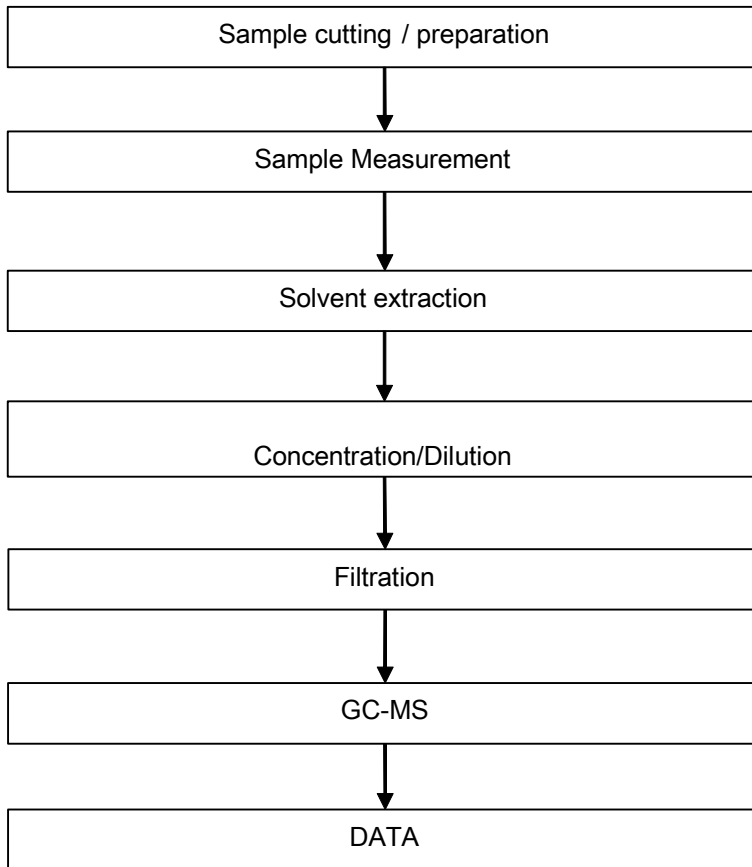 Sample cutting / preparation
Sample Measurement
Solvent extraction
Concentration/Dilution
Filtration
GC-MS
DATA